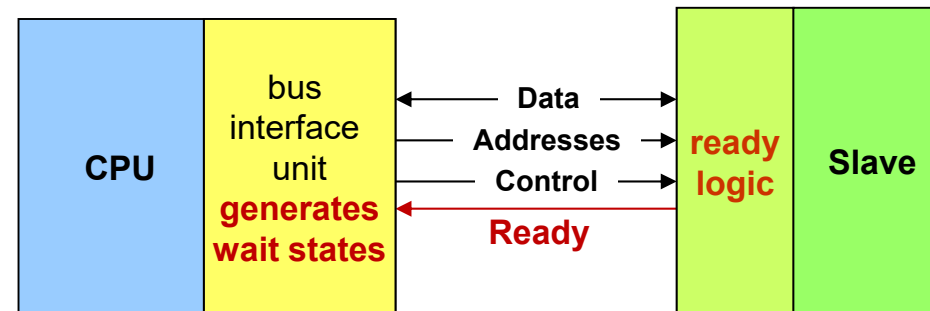 CPU
bus
interface
unit
generates
wait states
Data
Addresses
Control
Ready
ready
logic
Slave